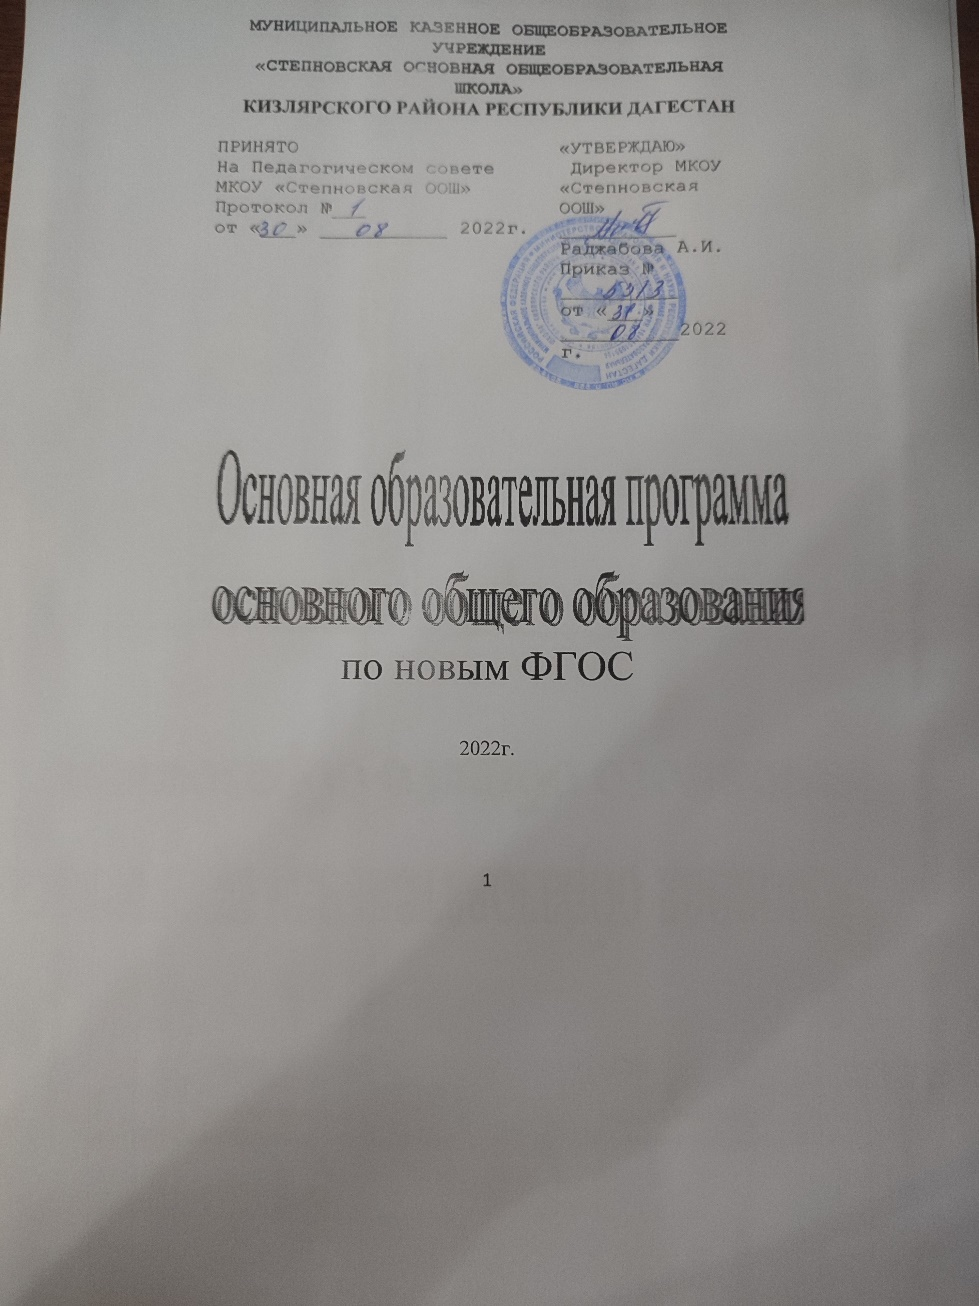 МУНИЦИПАЛЬНОЕ КАЗЕННОЕ ОБЩЕОБРАЗОВАТЕЛЬНОЕ
УЧРЕЖДЕНИЕ
«СТЕПНОВСКАЯ ОСНОВНАЯ ОБЩЕОБРАЗОВАТЕЛЬНАЯ
ШКОЛА»
КИЗЛЯРСКОГО РАЙОНА РЕСПУБЛИКИ ДАГЕСТАН
ПРИНЯТО
На Педагогическом совете
МКОУ «Степновская ООШ»
Протокол № 1
от «30» 08 2022г.
«УТВЕРЖДАЮ»
Директор МКОУ
«Степновская
ООШ»
Раджабова А.И.
Приказ №
от «31»
08 2022
г.
Основная образовательная программа
основного общего образования
по новым ФГОС
2022г.
1